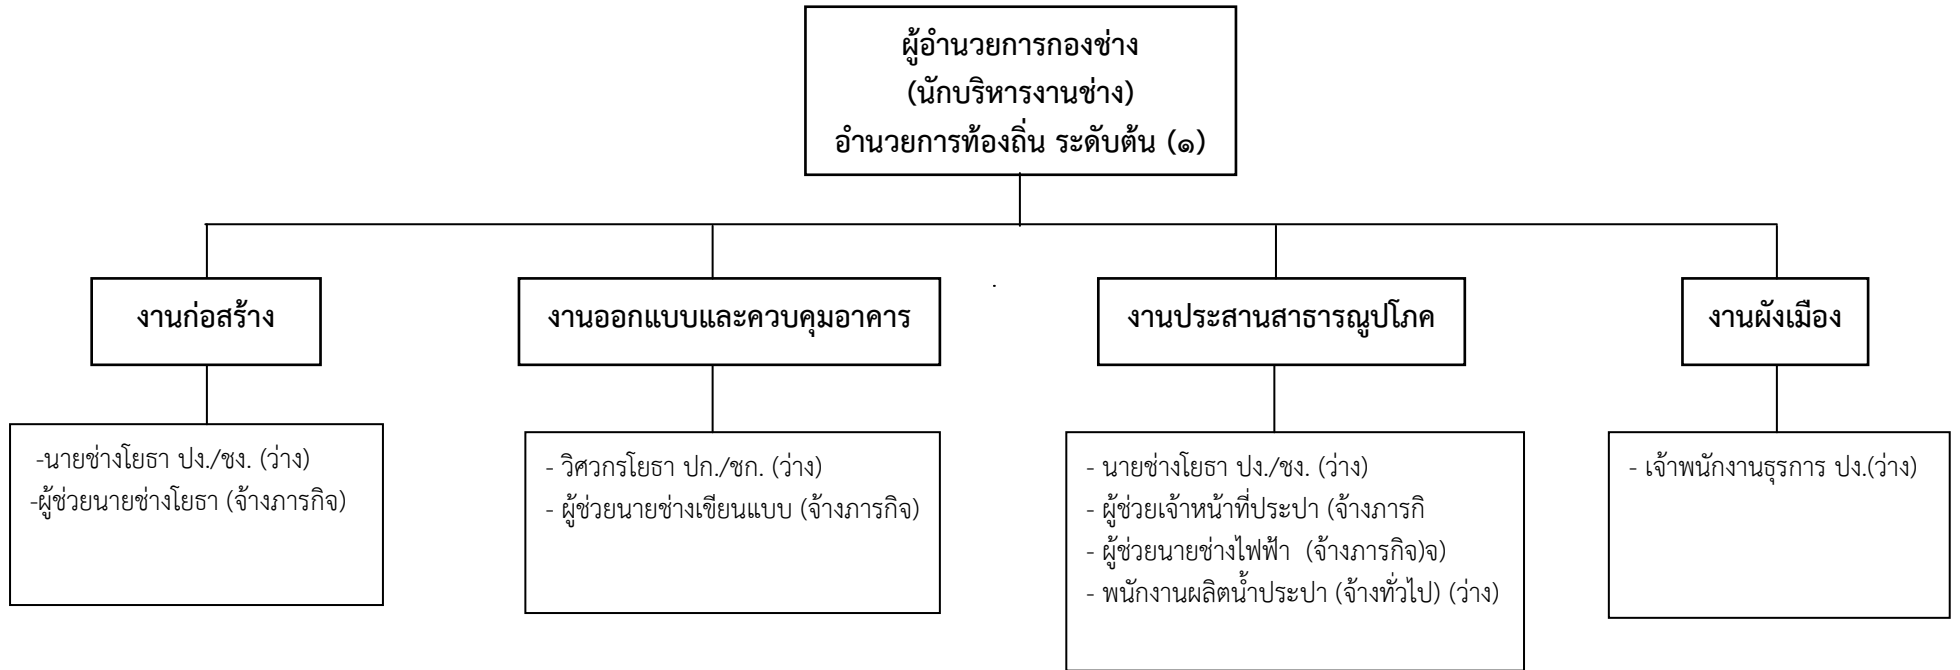 ผู้อำนวยการกองช่าง
(นักบริหารงานช่าง)
อำนวยการท้องถิ่น ระดับต้น (๑)
งานก่อสร้าง
งานออกแบบและควบคุมอาคาร
งานประสานสาธารณูปโภค
งานผังเมือง
-นายช่างโยธา ปง./ชง. (ว่าง)
-ผู้ช่วยนายช่างโยธา (จ้างภารกิจ)
- วิศวกรโยธา ปก./ชก. (ว่าง)
- ผู้ช่วยนายช่างเขียนแบบ (จ้างภารกิจ)
- นายช่างโยธา ปง./ชง. (ว่าง)
- ผู้ช่วยเจ้าหน้าที่ประปา (จ้างภารกิ
- ผู้ช่วยนายช่างไฟฟ้า  (จ้างภารกิจ)จ)
- พนักงานผลิตน้ำประปา (จ้างทั่วไป) (ว่าง)
- เจ้าพนักงานธุรการ ปง.(ว่าง)